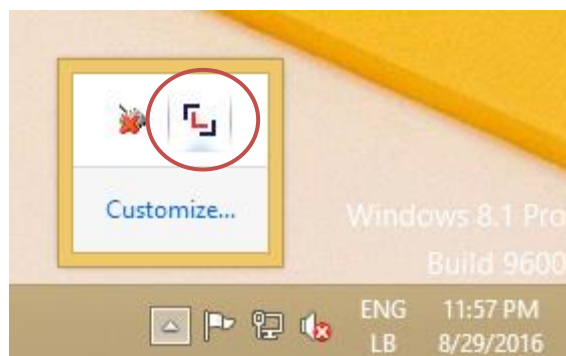 Customize...
Windows 8.1 Pro
Build 9600
ENG 11:57 PM
LB 8/29/2016